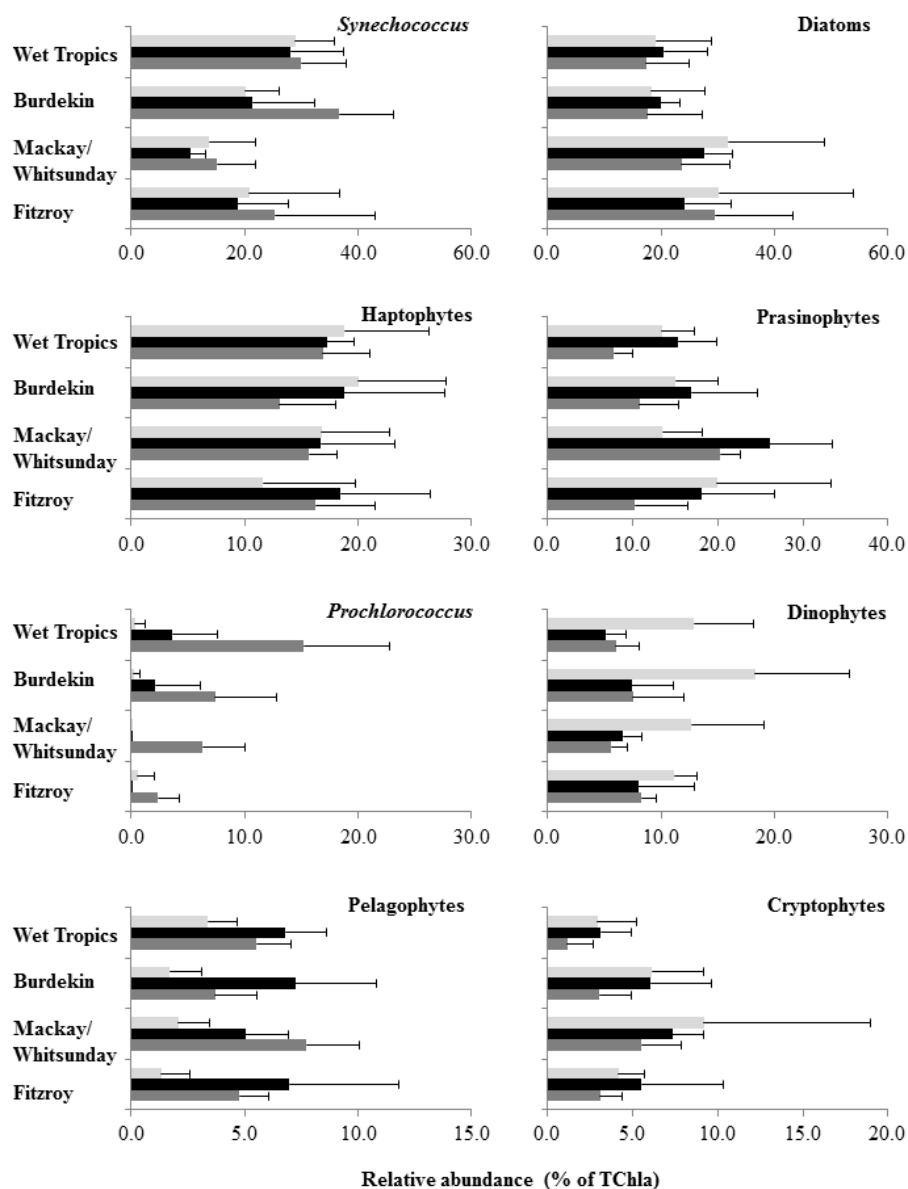 Synechococcus
Wet Tropics
Burdekin
Mackay/
Whitsunday
Fitzroy
0.0 20.0 40.0 60.0
Diatoms
0.0 20.0 40.0 60.0
Haptophytes
Wet Tropics
Burdekin
Mackay/
Whitsunday
Fitzroy
0.0 10.0 20.0 30.0
Prasinophytes
0.0 10.0 20.0 30.0 40.0
Prochlorococcus
Wet Tropics
Burdekin
Mackay/
Whitsunday
Fitzroy
0.0 10.0 20.0 30.0
Dinophytes
0.0 10.0 20.0 30.0
Pelagophytes
Wet Tropics
Burdekin
Mackay/
Whitsunday
Fitzroy
0.0 5.0 10.0 15.0
Cryptophytes
0.0 5.0 10.0 15.0 20.0
Relative abundance (% of TChla)